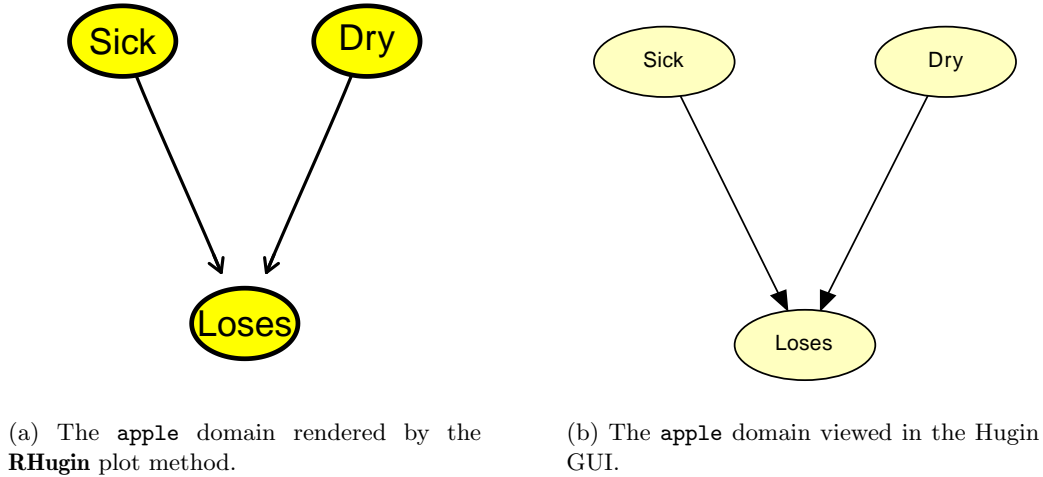 Sick
Dry
Loses
Sick
Dry
Loses
(a) The apple domain rendered by the
RHugin plot method.
(b) The apple domain viewed in the Hugin
GUI.